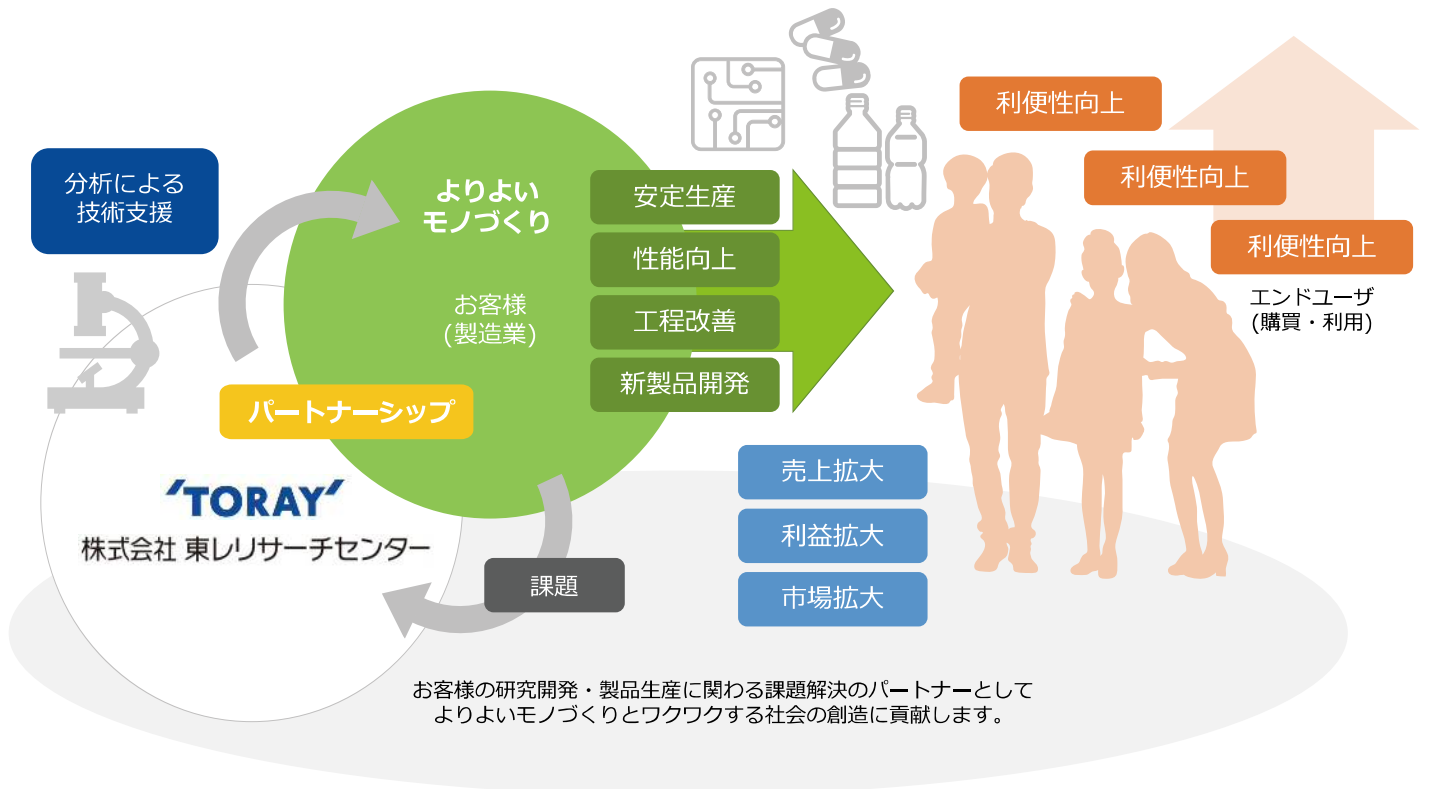 分析による
技術支援
よりよい
モノづくり
お客様
(製造業)
安定生産
性能向上
工程改善
新製品開発
利便性向上
利便性向上
利便性向上
エンドユーザ
(購買・利用)
パートナーシップ
'TORAY'
株式会社 東レリサーチセンター
課題
売上拡大
利益拡大
市場拡大
お客様の研究開発・製品生産に関わる課題解決のパートナーとして
よりよいモノづくりとワクワクする社会の創造に貢献します。